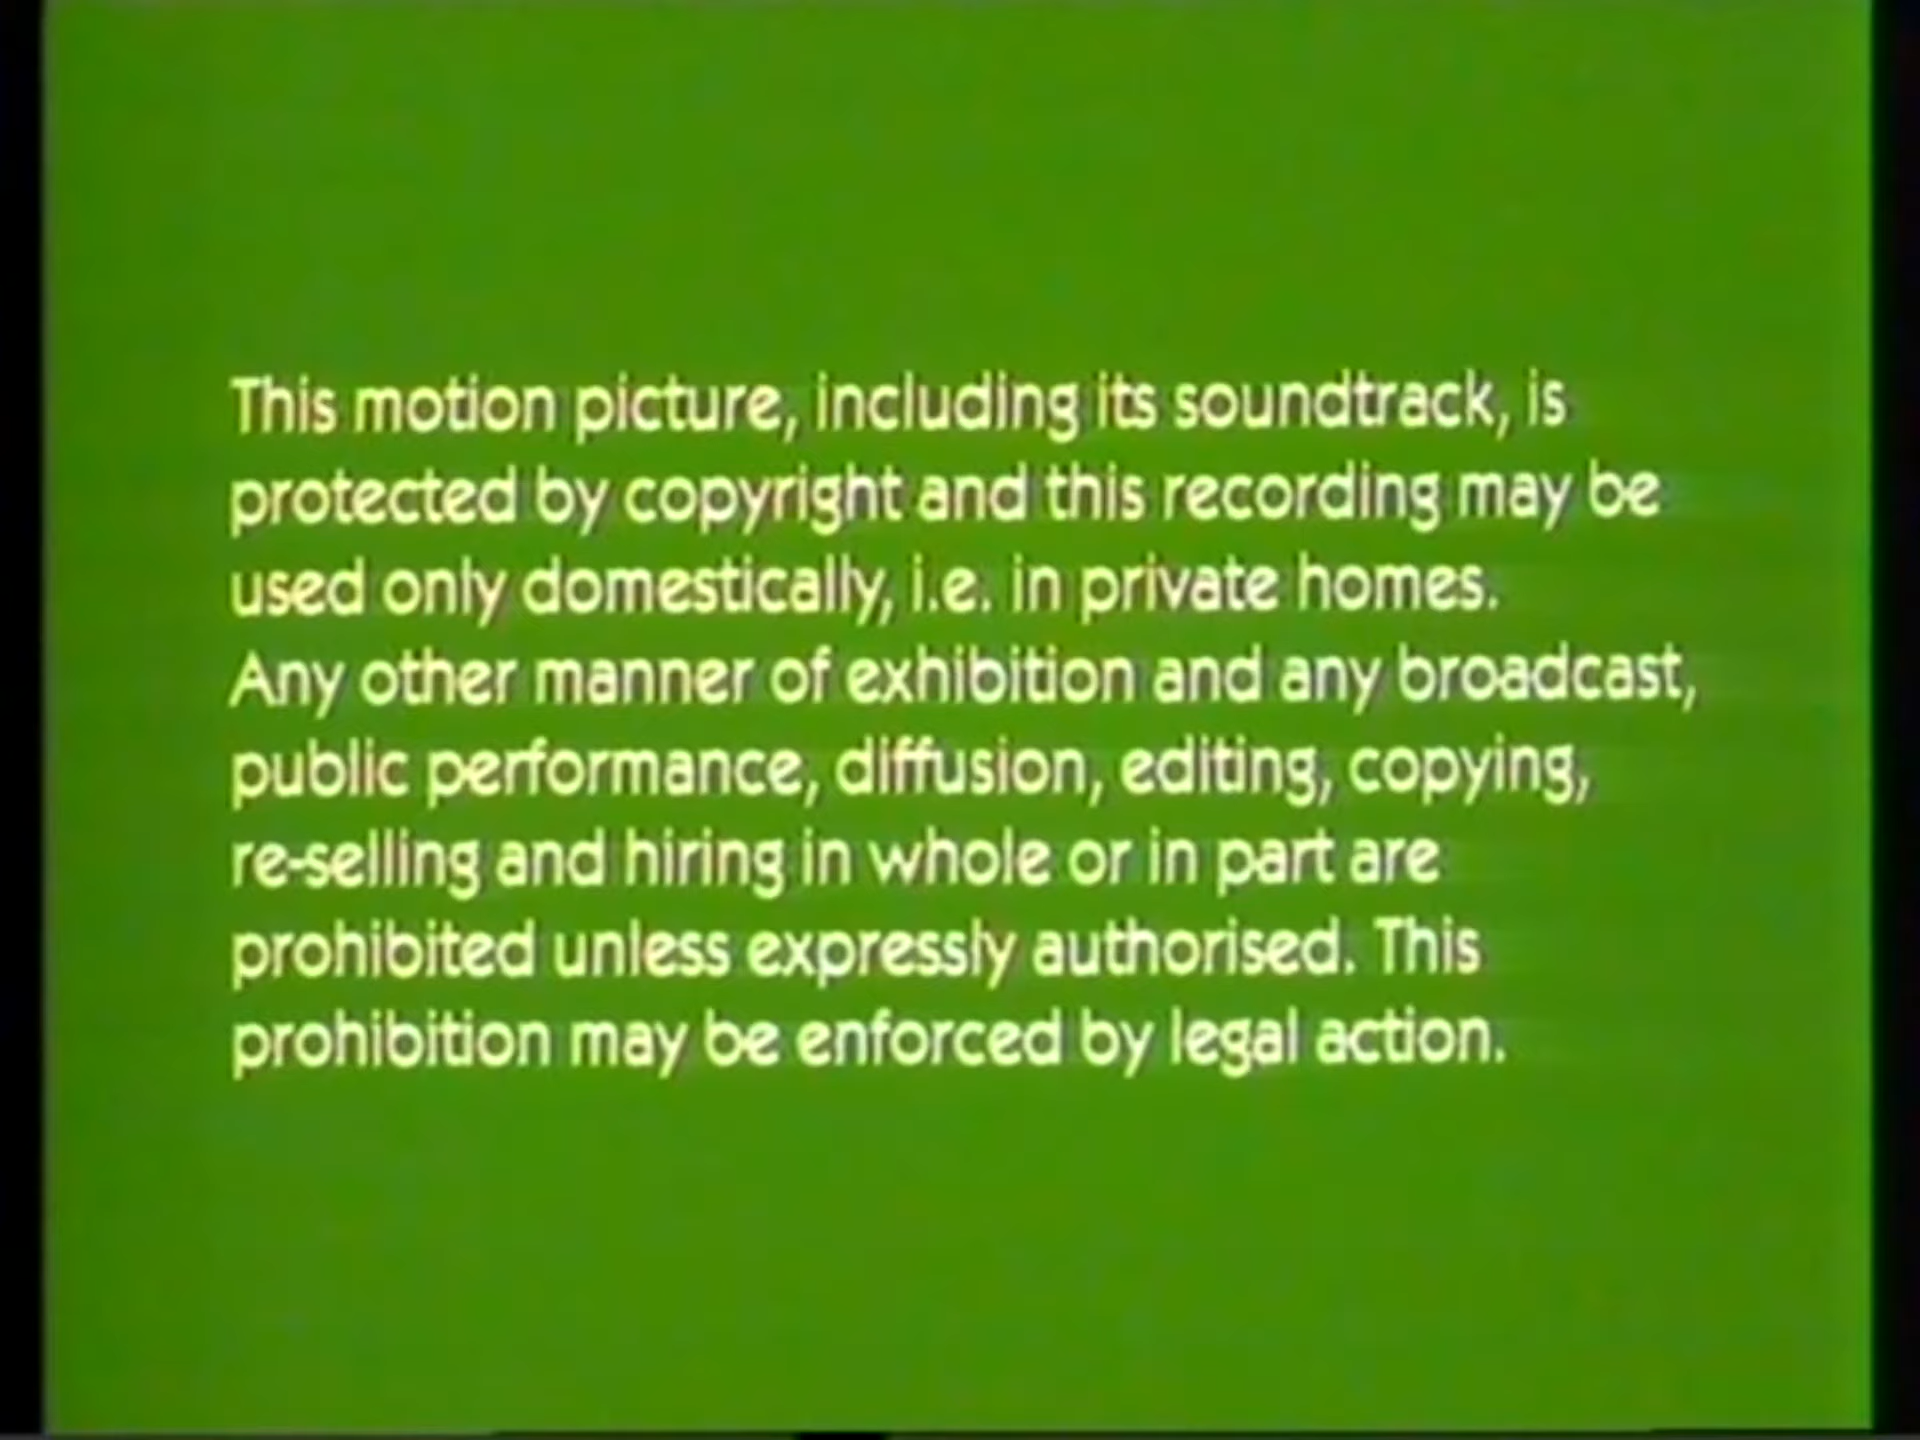 This motion picture, including its soundtrack, is
protected by copyright and this recording may be
used only domestically, i.e. in private homes.
Any other manner of exhibition and any broadcast,
public performance, diffusion, editing, copying,
re-selling and hiring in whole or in part are
prohibited unless expressly authorised. This
prohibition may be enforced by legal action.